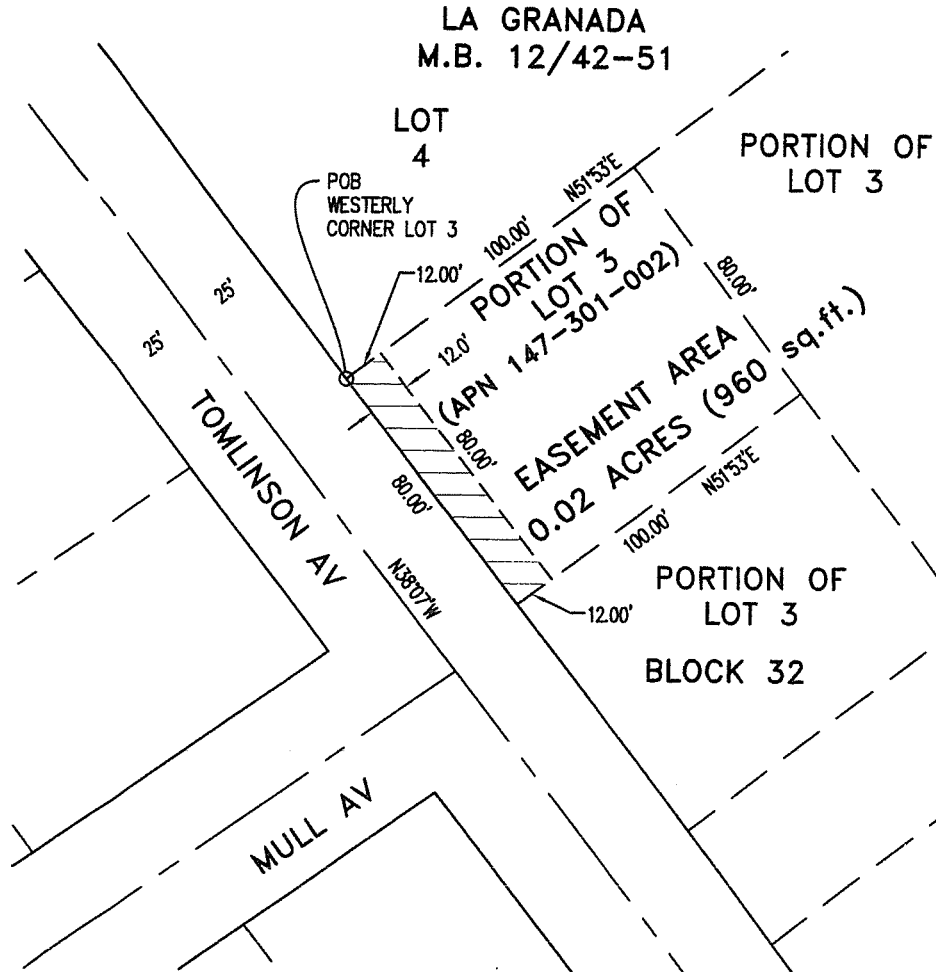 LA GRANADA
M.B. 12/42-51
LOT
4
PORTION OF
LOT 3
POB
WESTERLY
CORNER LOT 3
N51°53'E
100.00'
12.00'
PORTION OF
LOT 3
(APN 147-301-002)
80.00'
25'
25'
12.0'
EASEMENT AREA
0.02 ACRES (960 sq.ft.)
80.00'
80.00'
TOMLINSON AV
N51°53'E
100.00'
N38°07'W
12.00'
PORTION OF
LOT 3
BLOCK 32
MULL AV